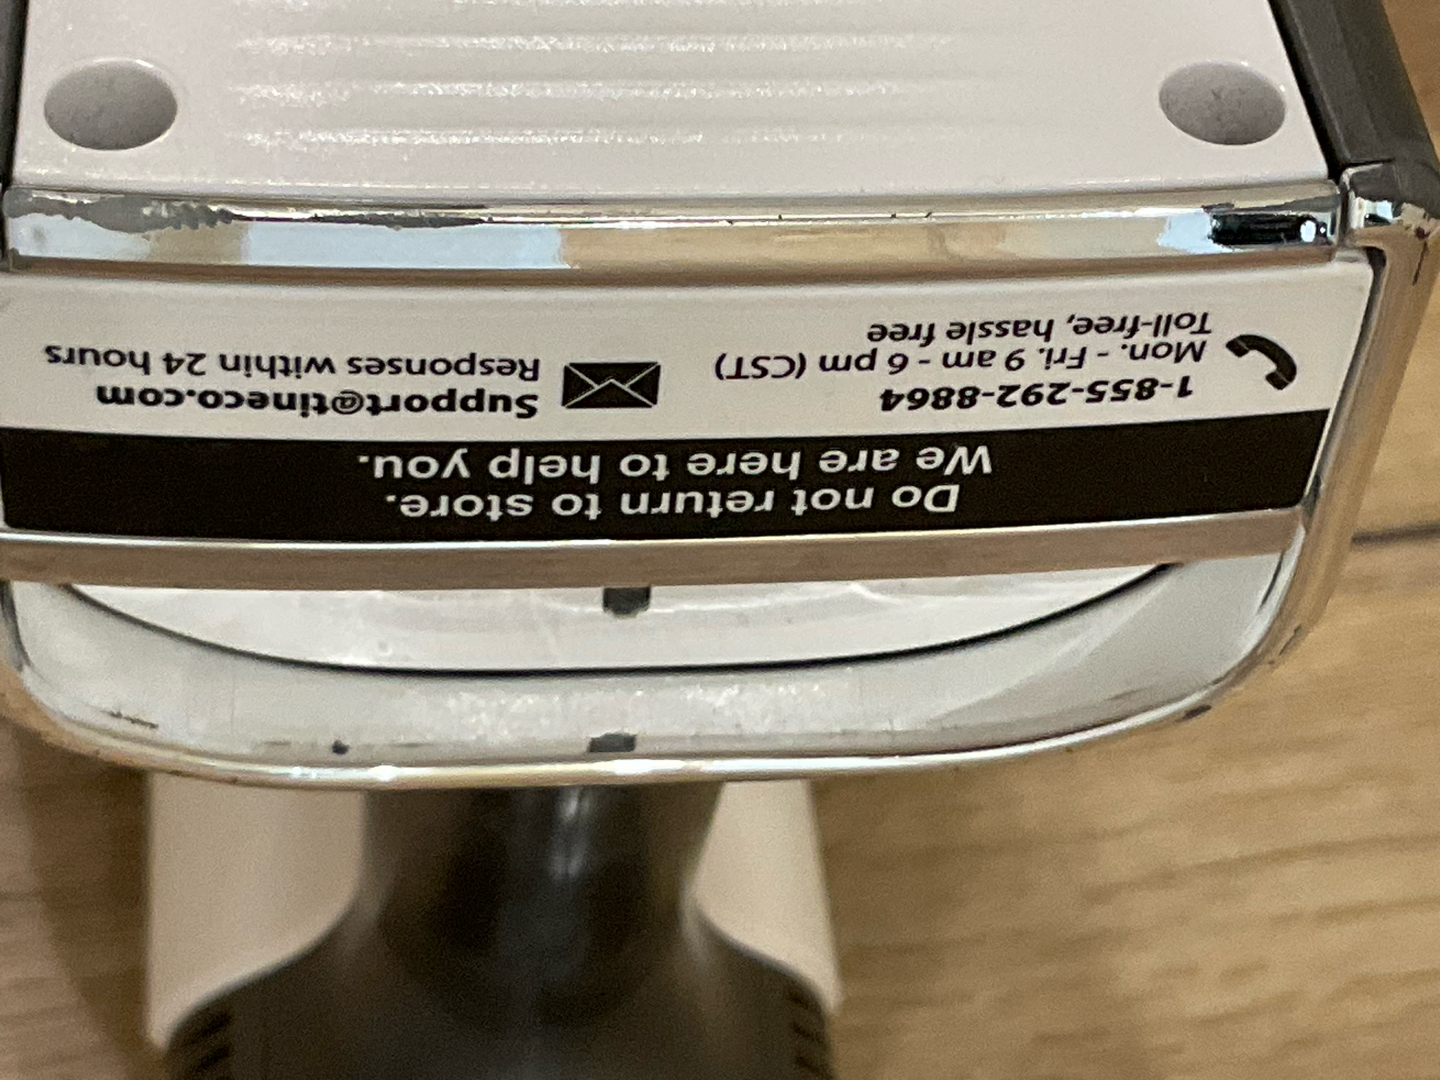 Do not return to store.
We are here to help you.
1-855-292-8864
Mon. - Fri. 9 am - 6 pm (CST)
Toll-free, hassle free
Support@tineco.com
Responses within 24 hours